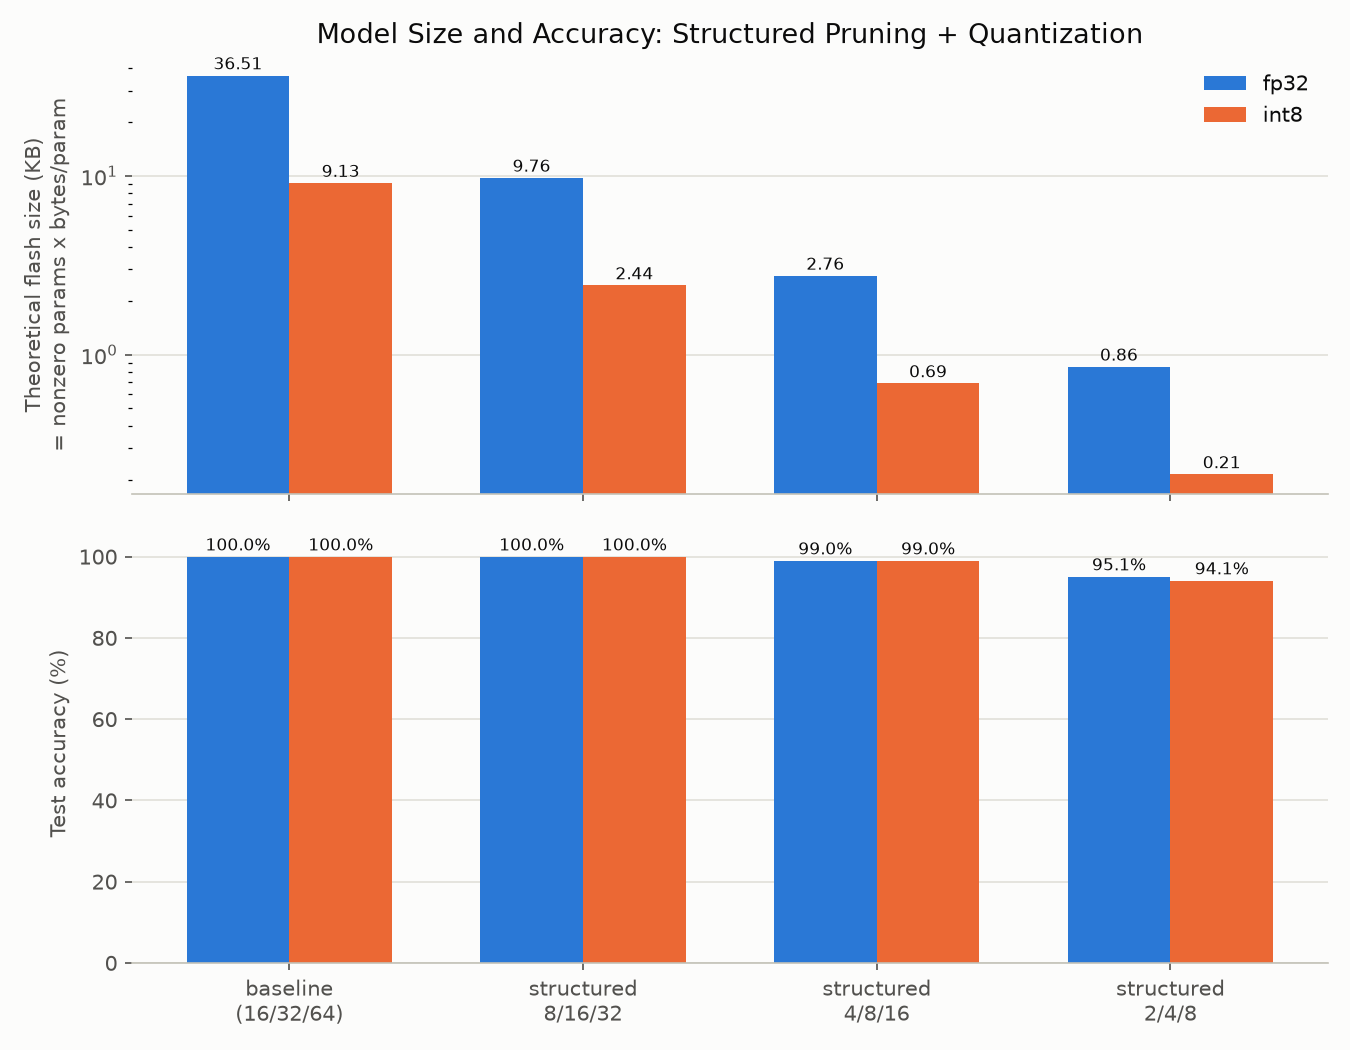 Model Size and Accuracy: Structured Pruning + Quantization
Theoretical flash size (KB)
= nonzero params x bytes/param
10¹
10⁰
36.51
9.13
9.76
2.44
2.76
0.69
0.86
0.21
fp32
int8
Test accuracy (%)
100
80
60
40
20
0
100.0%
100.0%
100.0%
100.0%
99.0%
99.0%
95.1%
94.1%
baseline
(16/32/64)
structured
8/16/32
structured
4/8/16
structured
2/4/8